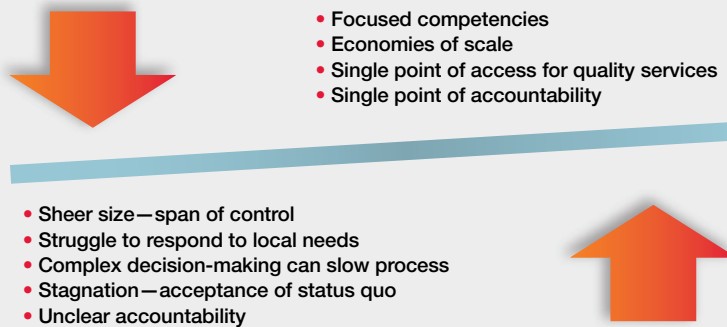 • Focused competencies
• Economies of scale
• Single point of access for quality services
• Single point of accountability
• Sheer size—span of control
• Struggle to respond to local needs
• Complex decision-making can slow process
• Stagnation—acceptance of status quo
• Unclear accountability